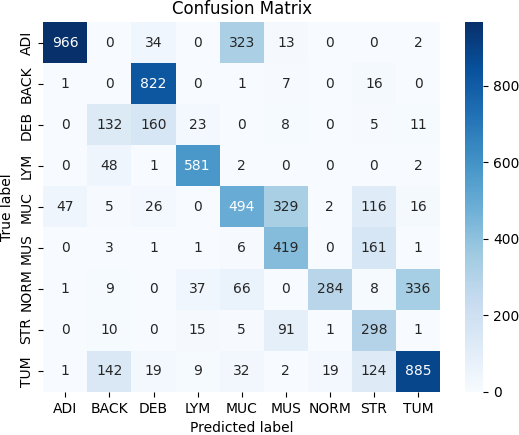 Confusion Matrix
True label
ADI 966 0 34 0 323 13 0 0 2
BACK 1 0 822 0 1 7 0 16 0
DEB 0 132 160 23 0 8 0 5 11
LYM 0 48 1 581 2 0 0 0 2
MUC 47 5 26 0 494 329 2 116 16
MUS 0 3 1 1 6 419 0 161 1
NORM 1 9 0 37 66 0 284 8 336
STR 0 10 0 15 5 91 1 298 1
TUM 1 142 19 9 32 2 19 124 885
ADI BACK DEB LYM MUC MUS NORM STR TUM
Predicted label
800
600
400
200
0